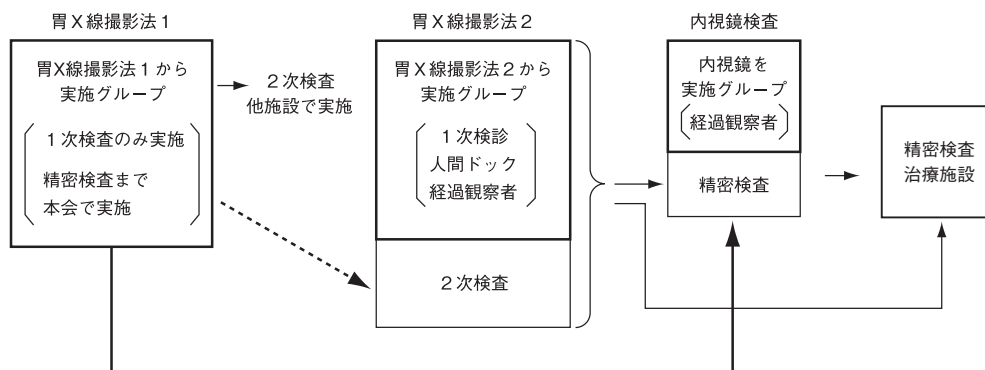 胃Ｘ線撮影法１
胃X線撮影法１から
実施グループ
１次検査のみ実施
精密検査まで
本会で実施
２次検査
他施設で実施
胃Ｘ線撮影法２
胃Ｘ線撮影法２から
実施グループ
１次検診
人間ドック
経過観察者
２次検査
内視鏡検査
内視鏡を
実施グループ
経過観察者
精密検査
精密検査
治療施設